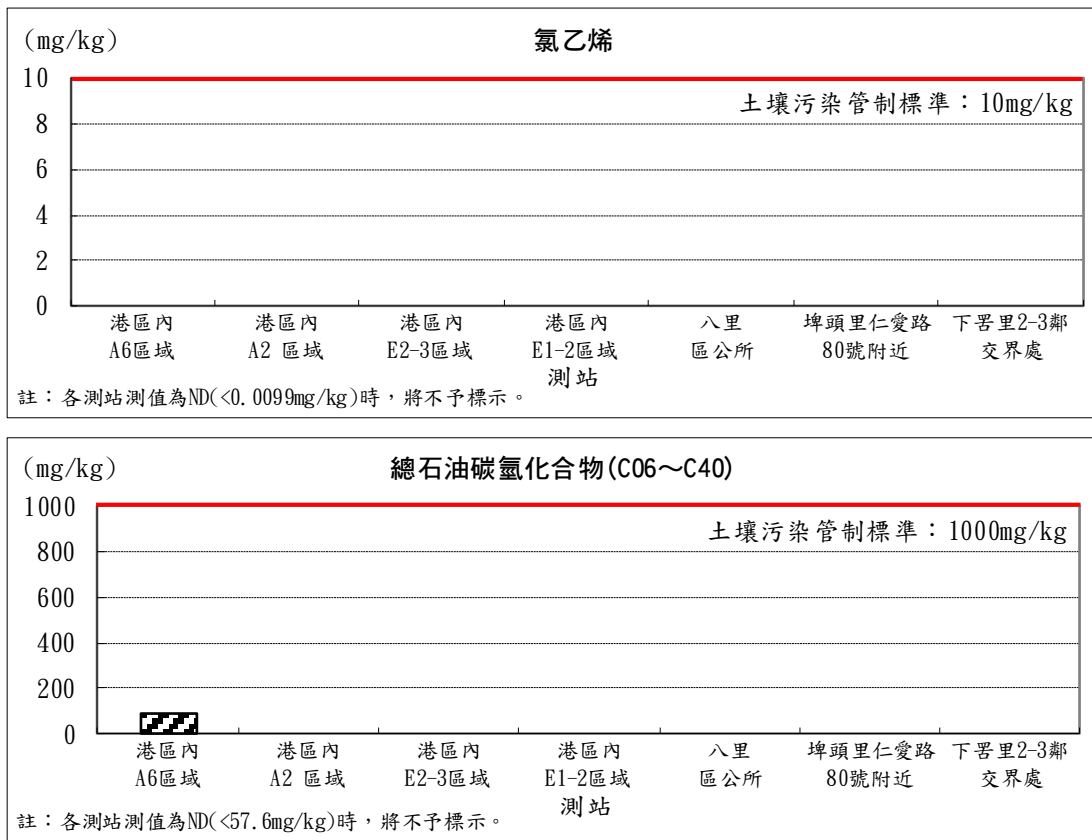 (mg/kg)
氯乙烯
土壤污染管制標準：10mg/kg
10
8
6
4
2
0
港區內 港區內 港區內 港區內 八里 埤頭里仁愛路 下罟里2-3鄰
A6區域 A2 區域 E2-3區域 E1-2區域 區公所 80號附近 交界處
測站
註：各測站測值為ND(<0.0099mg/kg)時，將不予標示。
(mg/kg)
總石油碳氫化合物(C06～C40)
土壤污染管制標準：1000mg/kg
1000
800
600
400
200
0
港區內 港區內 港區內 港區內 八里 埤頭里仁愛路 下罟里2-3鄰
A6區域 A2 區域 E2-3區域 E1-2區域 區公所 80號附近 交界處
測站
註：各測站測值為ND(<57.6mg/kg)時，將不予標示。